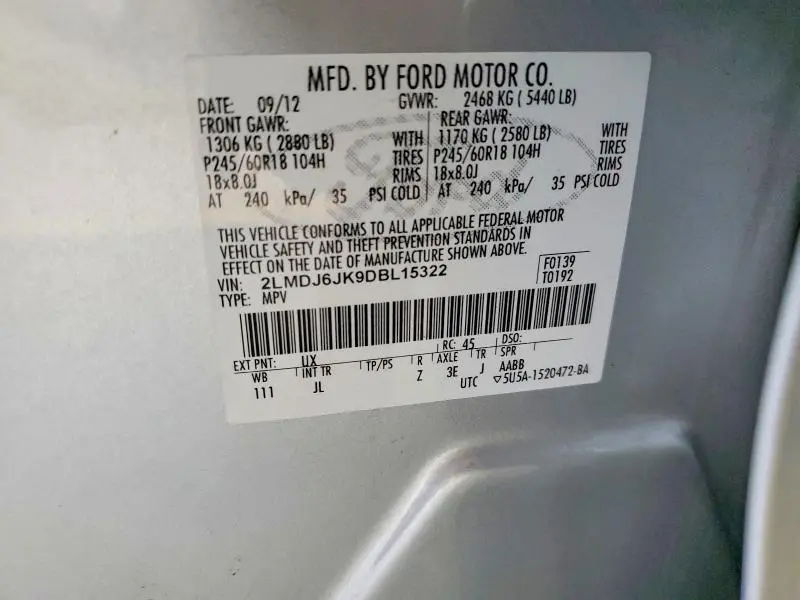 MFD. BY FORD MOTOR CO.
DATE: 09/12 GVWR: 2468 KG ( 5440 LB)
FRONT GAWR: REAR GAWR:
1306 KG ( 2880 LB) WITH 1170 KG ( 2580 LB) WITH
P245/60R18 104H TIRES P245/60R18 104H TIRES
18x8.0J RIMS 18x8.0J RIMS
AT 240 kPa/ 35 PSI COLD AT 240 kPa/ 35 PSI COLD
THIS VEHICLE CONFORMS TO ALL APPLICABLE FEDERAL MOTOR
VEHICLE SAFETY AND THEFT PREVENTION STANDARDS IN
EFFECT ON THE DATE OF MANUFACTURE SHOWN ABOVE.
VIN: 2LMDJ6JK9DBL15322 F0139
TYPE: MPV T0192
EXT PNT: UX RC: 45 DSO:
WB INT TR TP/PS R AXLE TR SPR
111 JL Z 3E J AABB
UTC ▽5U5A-1520472-BA